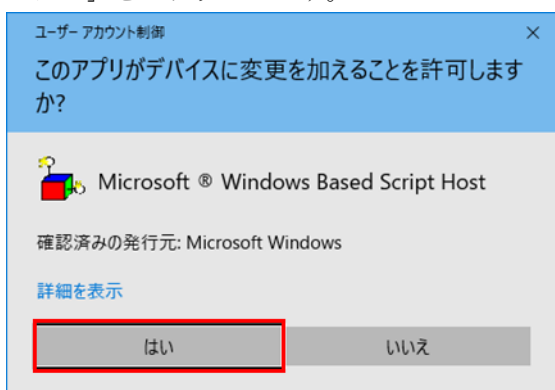 ユーザー アカウント制御
このアプリがデバイスに変更を加えることを許可します
か?
Microsoft ® Windows Based Script Host
確認済みの発行元: Microsoft Windows
詳細を表示
はい
いいえ